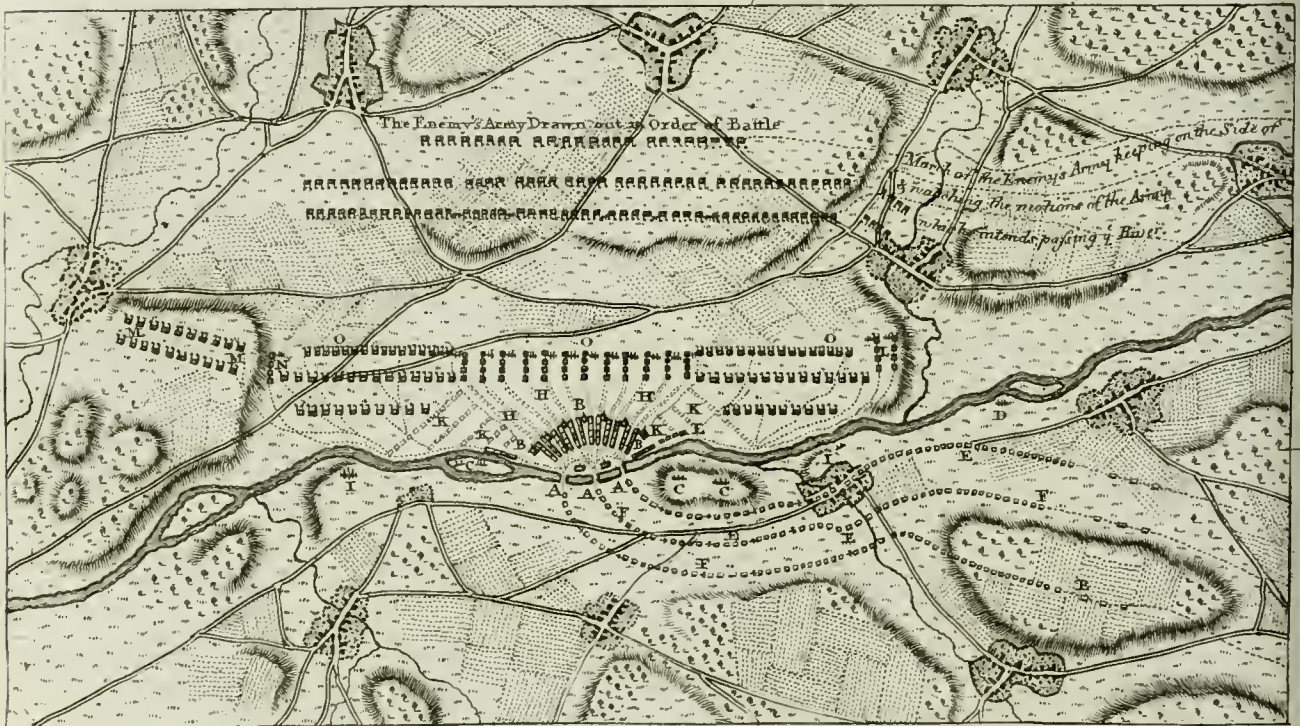 The Enemy's Army Drawn out in Order of Battle
March of the Enemys Army keeping on the Side of
& watching the motions of the Army
which intends passing ẏ River
O O O
M
M
N
L
H
H H
B
K K
K K
B B
E
D
C
I
I
A A A
C C
E
F
F
F
E
E
F
E